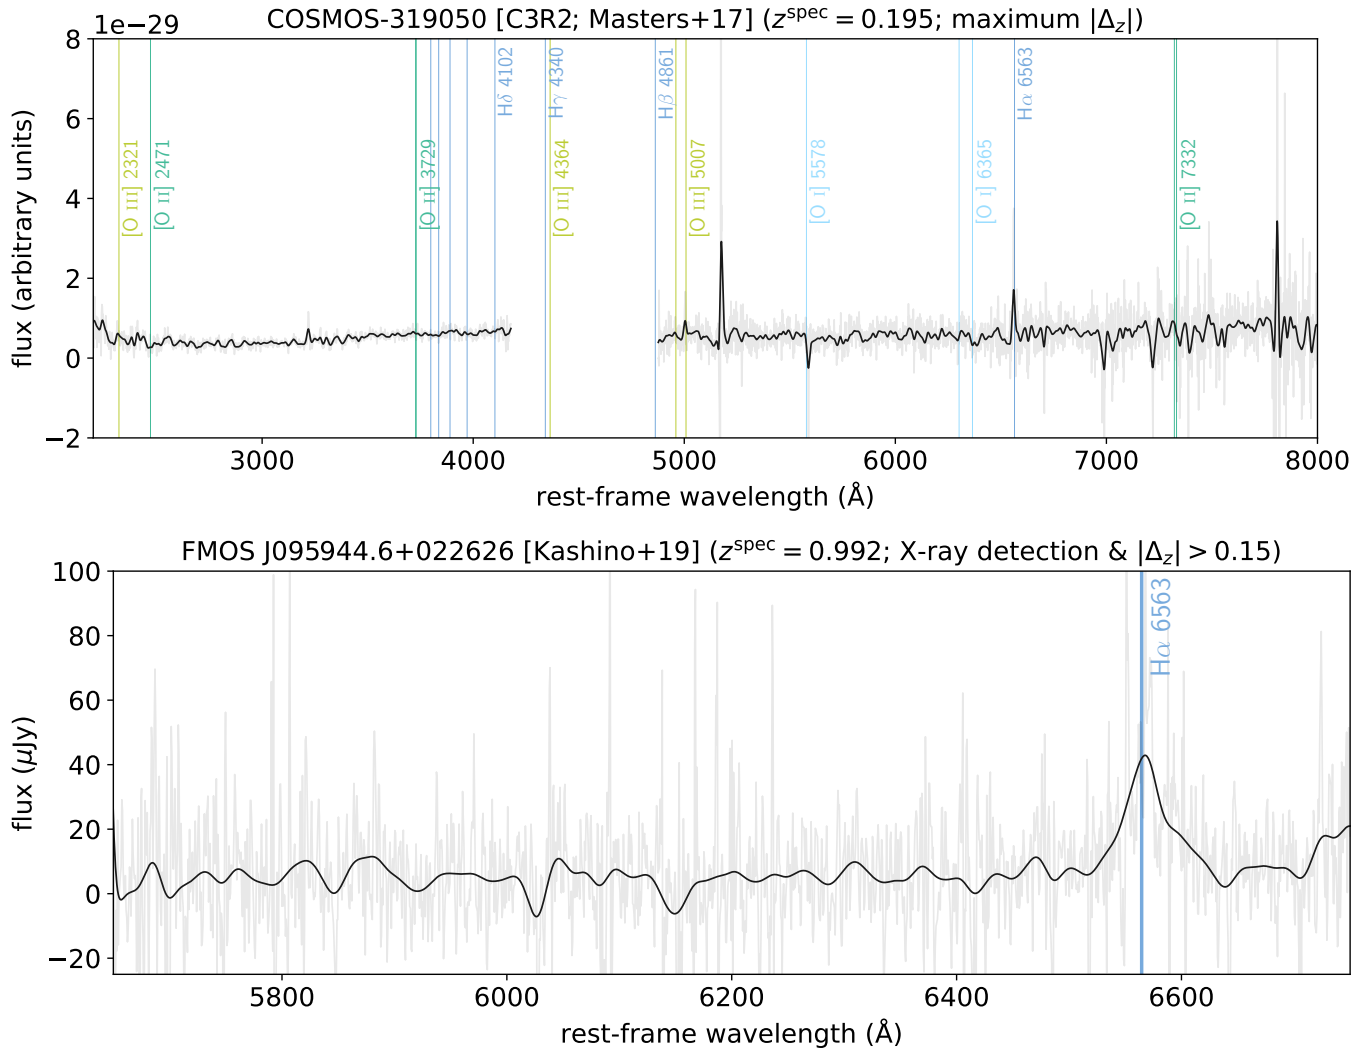 COSMOS-319050 [C3R2; Masters+17] (z^spec = 0.195; maximum |Δ_z|)
1e−29
8
6
4
2
0
−2
flux (arbitrary units)
[O III] 2321
[O II] 2471
[O II] 3729
Hδ 4102
Hγ 4340
[O III] 4364
Hβ 4861
[O III] 5007
[O I] 5578
[O I] 6365
Hα 6563
[O II] 7332
3000 4000 5000 6000 7000 8000
rest-frame wavelength (Å)
FMOS J095944.6+022626 [Kashino+19] (z^spec = 0.992; X-ray detection & |Δ_z| > 0.15)
100
80
60
40
20
0
−20
flux (μJy)
Hα 6563
5800 6000 6200 6400 6600
rest-frame wavelength (Å)